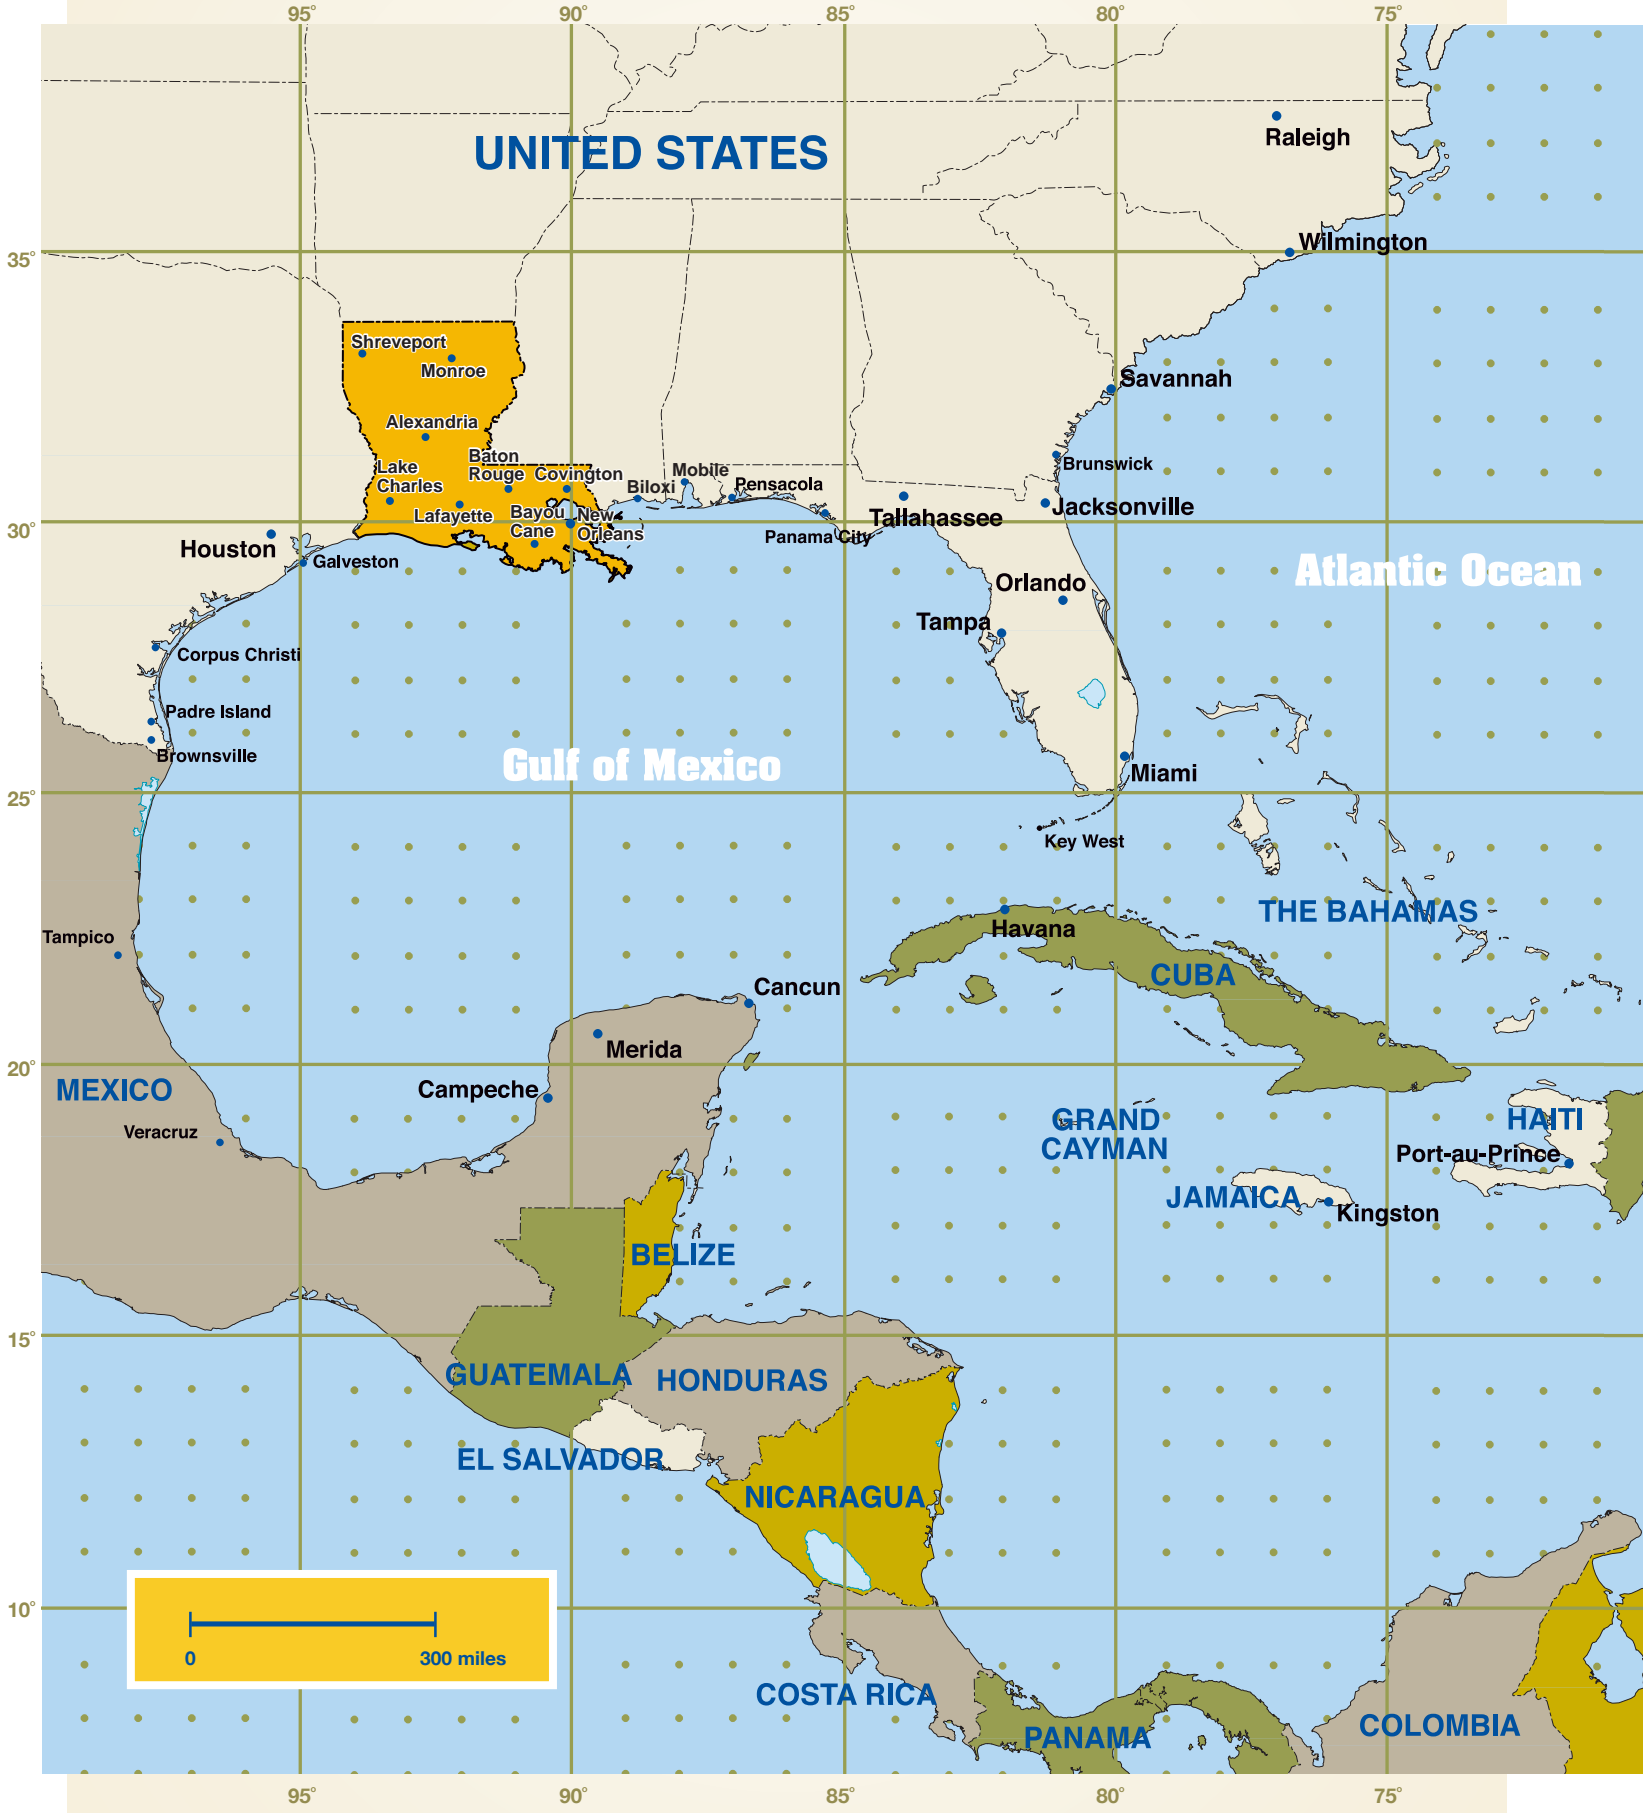 95°
90°
85°
80°
75°
Raleigh
UNITED STATES
Wilmington
35°
Shreveport
Monroe
Savannah
Alexandria
Baton
Rouge
Covington
Lake
Charles
Mobile
Biloxi
Pensacola
Brunswick
Jacksonville
Lafayette
Bayou
Cane
New
Orleans
Tallahassee
30°
Panama City
Houston
Galveston
Atlantic Ocean
Orlando
Tampa
Corpus Christi
Padre Island
Brownsville
Gulf of Mexico
Miami
25°
Key West
THE BAHAMAS
Havana
Tampico
CUBA
Cancun
Merida
20°
MEXICO
Campeche
GRAND
CAYMAN
HAITI
Veracruz
Port-au-Prince
JAMAICA
Kingston
BELIZE
15°
GUATEMALA
HONDURAS
EL SALVADOR
NICARAGUA
10°
0
300 miles
COSTA RICA
PANAMA
COLOMBIA
95°
90°
85°
80°
75°